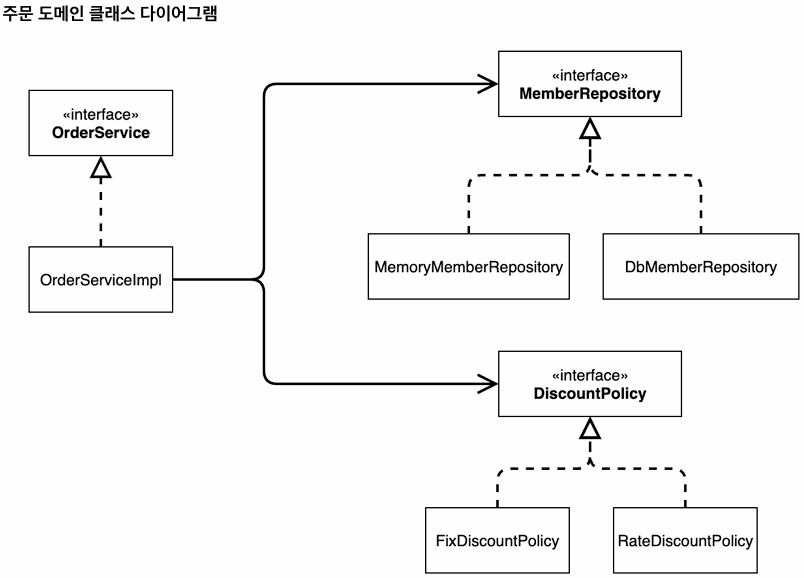 주문 도메인 클래스 다이어그램
«interface»
MemberRepository
«interface»
OrderService
OrderServiceImpl
MemoryMemberRepository
DbMemberRepository
«interface»
DiscountPolicy
FixDiscountPolicy
RateDiscountPolicy